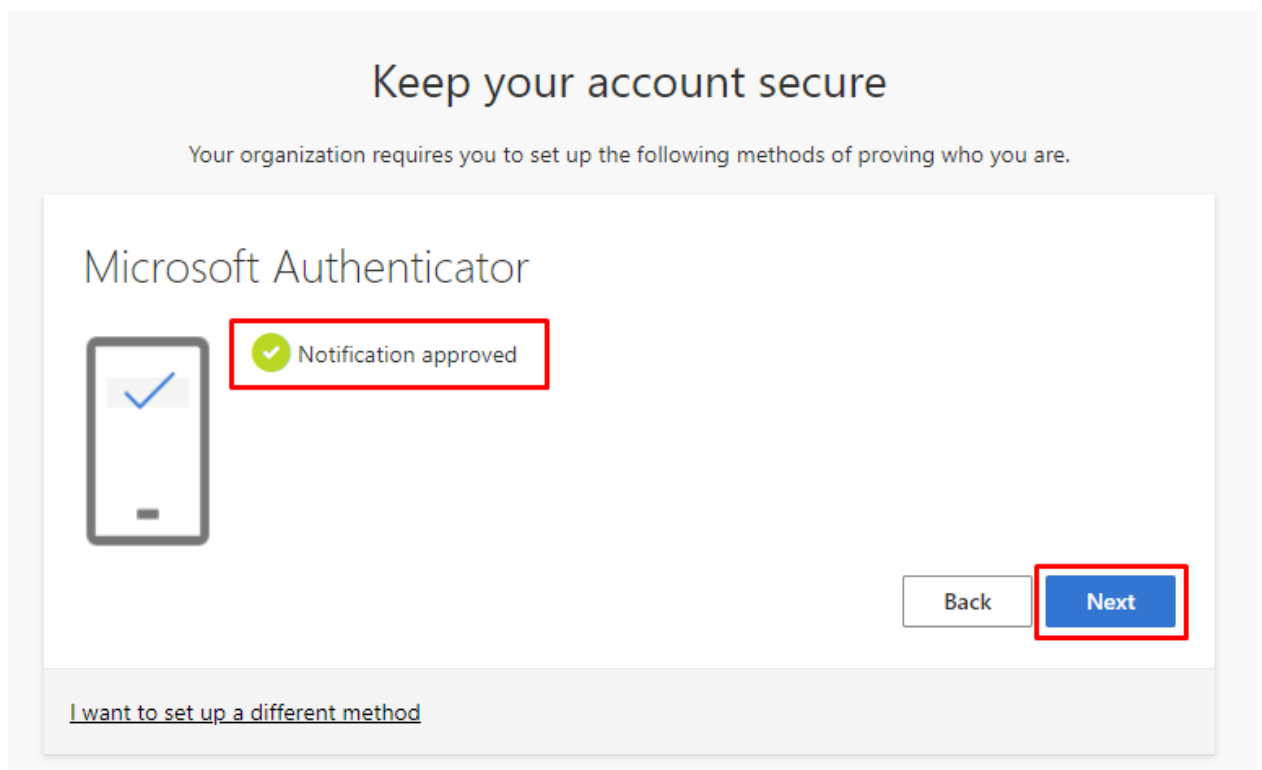 Keep your account secure
Your organization requires you to set up the following methods of proving who you are.
Microsoft Authenticator
Notification approved
Back
Next
I want to set up a different method